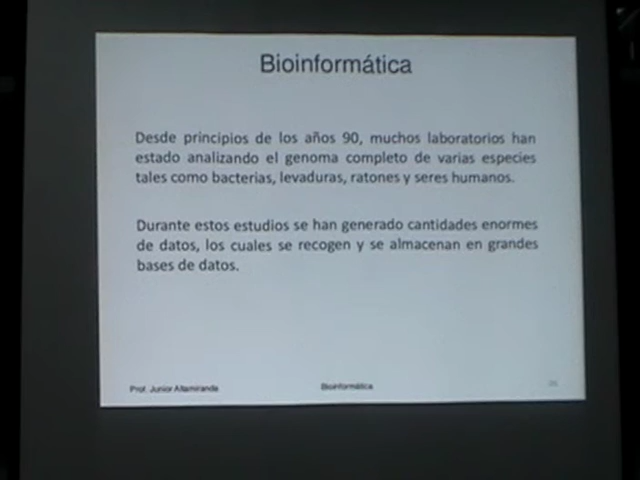 Bioinformática
Desde principios de los años 90, muchos laboratorios han
estado analizando el genoma completo de varias especies
tales como bacterias, levaduras, ratones y seres humanos.
Durante estos estudios se han generado cantidades enormes
de datos, los cuales se recogen y se almacenan en grandes
bases de datos.
Prof. Junior Altamiranda
Bioinformática